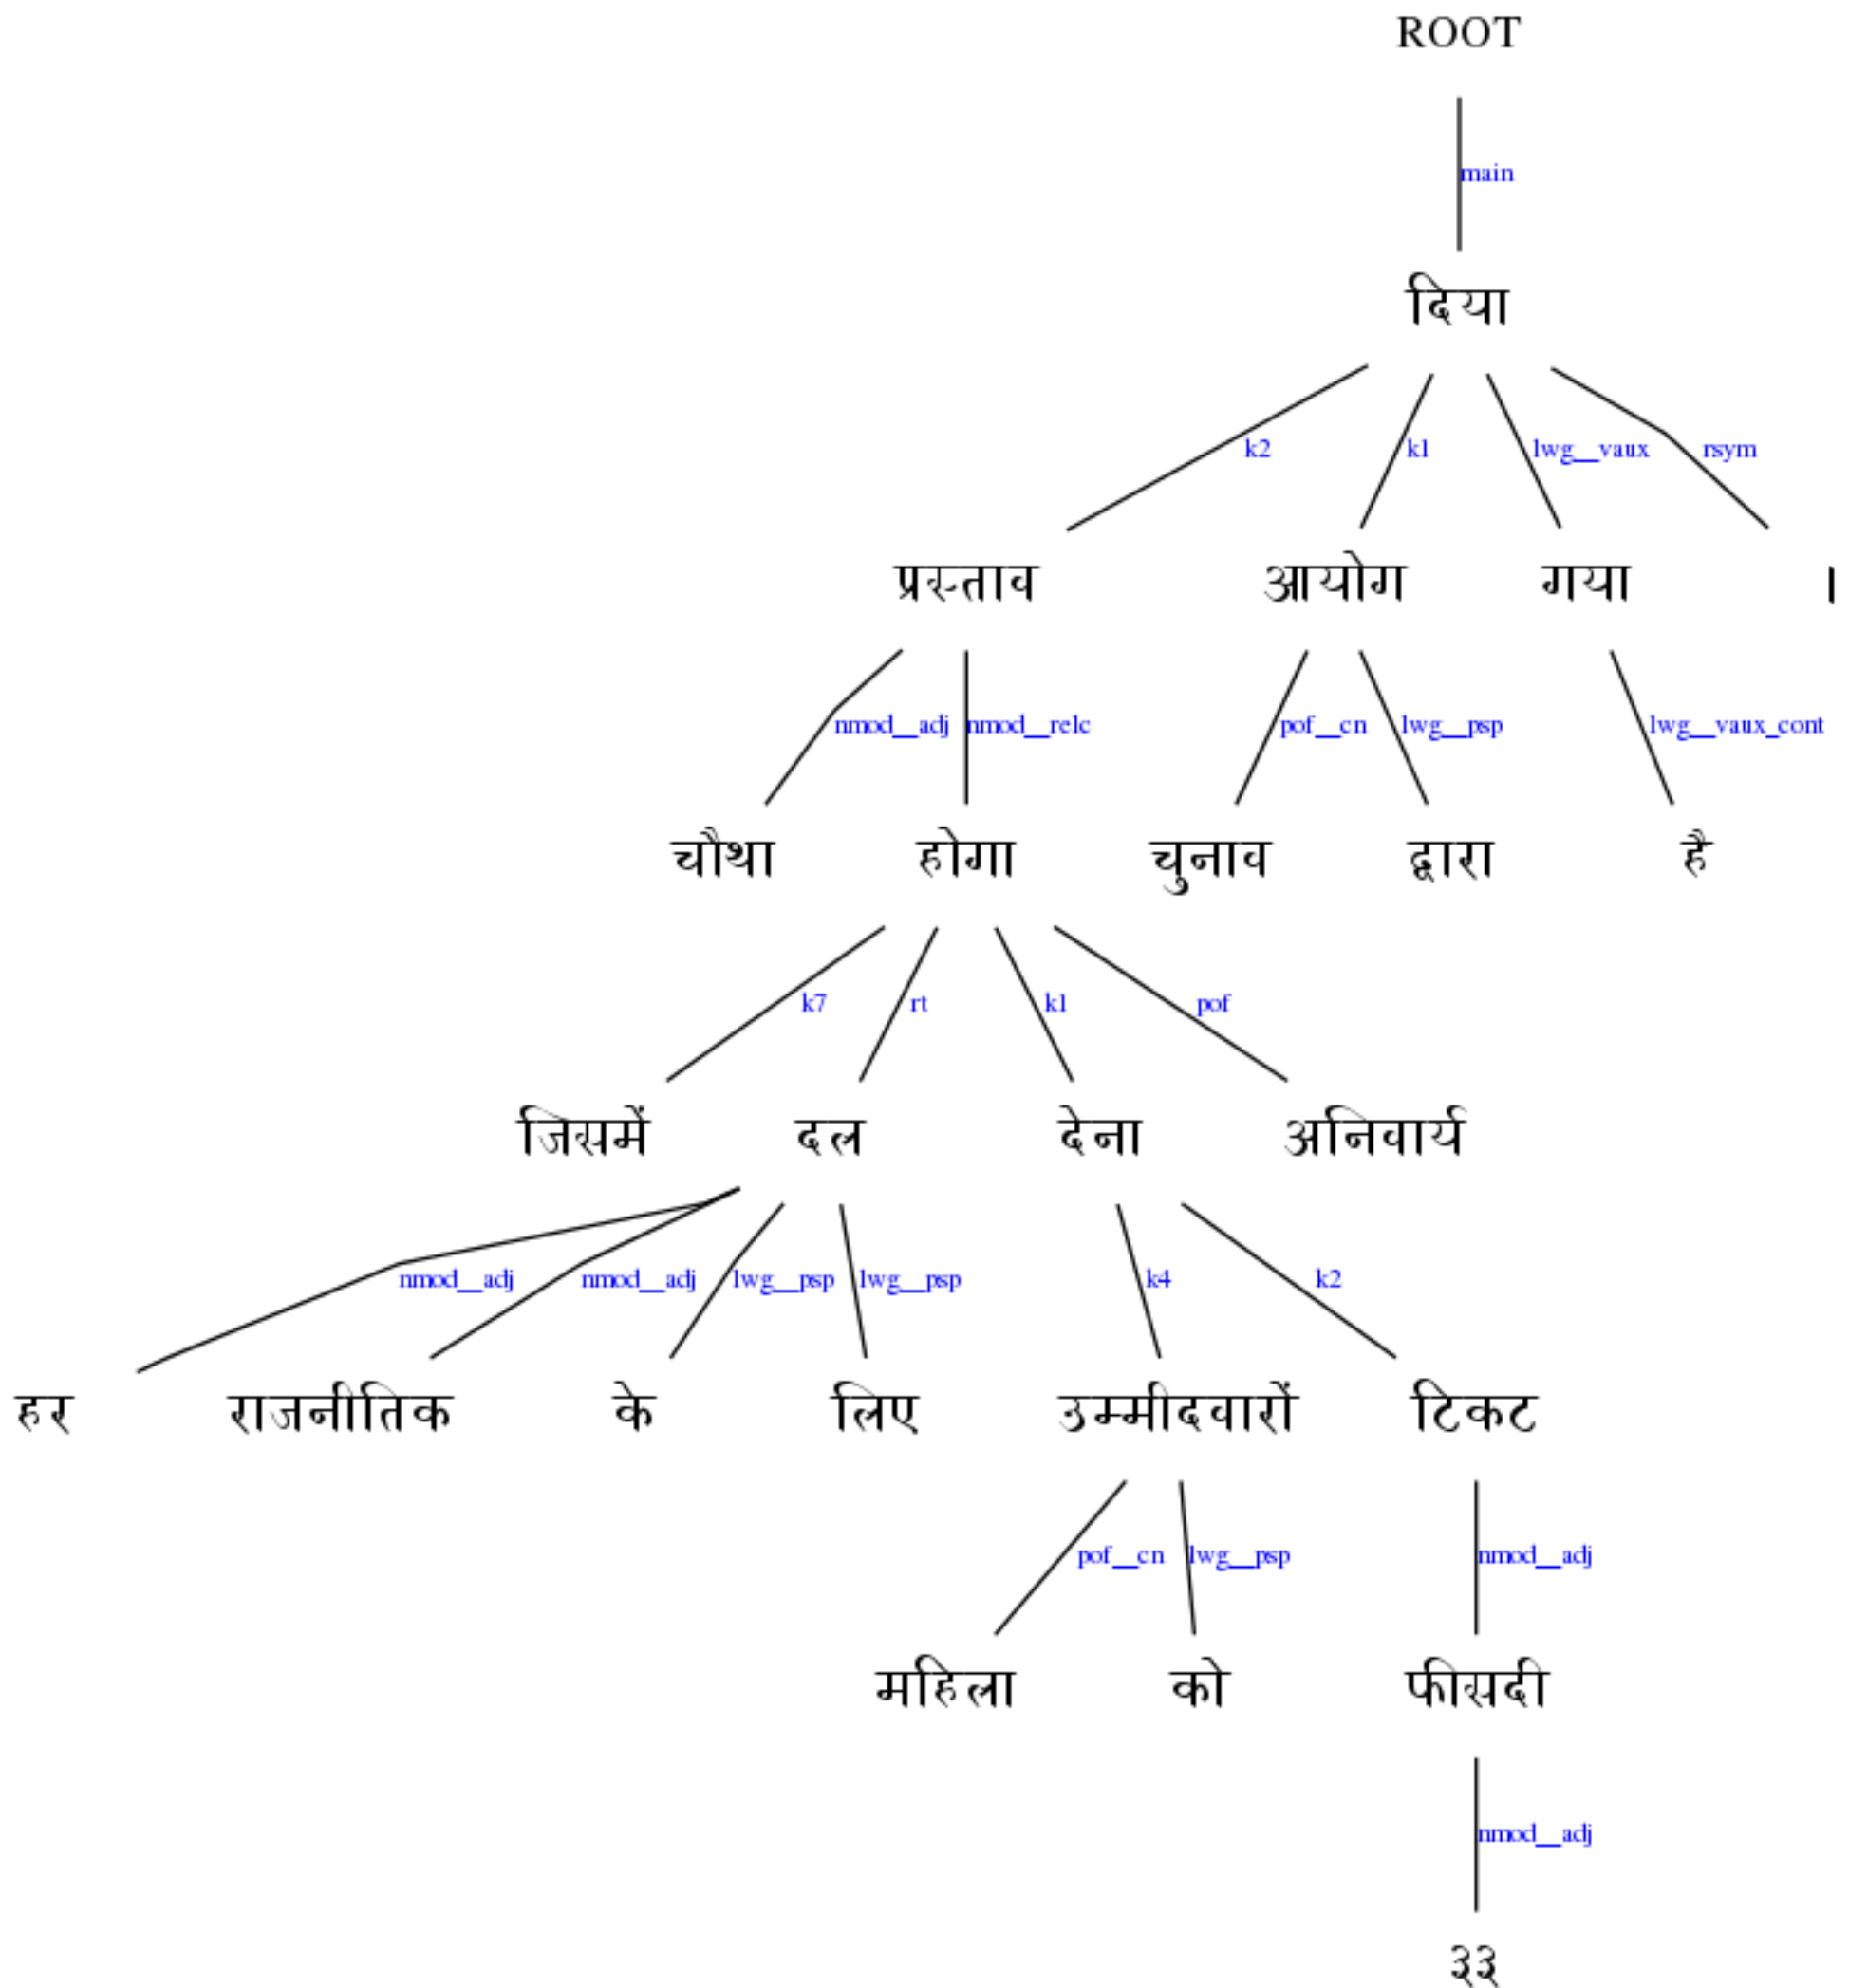 ROOT
main
दिया
k2 k1 lwg__vaux rsym
प्रस्ताव आयोग गया ।
nmod__adj nmod__relc pof__cn lwg__psp lwg__vaux_cont
चौथा होगा चुनाव द्वारा है
k7 rt k1 pof
जिसमें दल देना अनिवार्य
nmod__adj nmod__adj lwg__psp lwg__psp k4 k2
हर राजनीतिक के लिए उम्मीदवारों टिकट
pof__cn lwg__psp nmod__adj
महिला को फीसदी
nmod__adj
३३